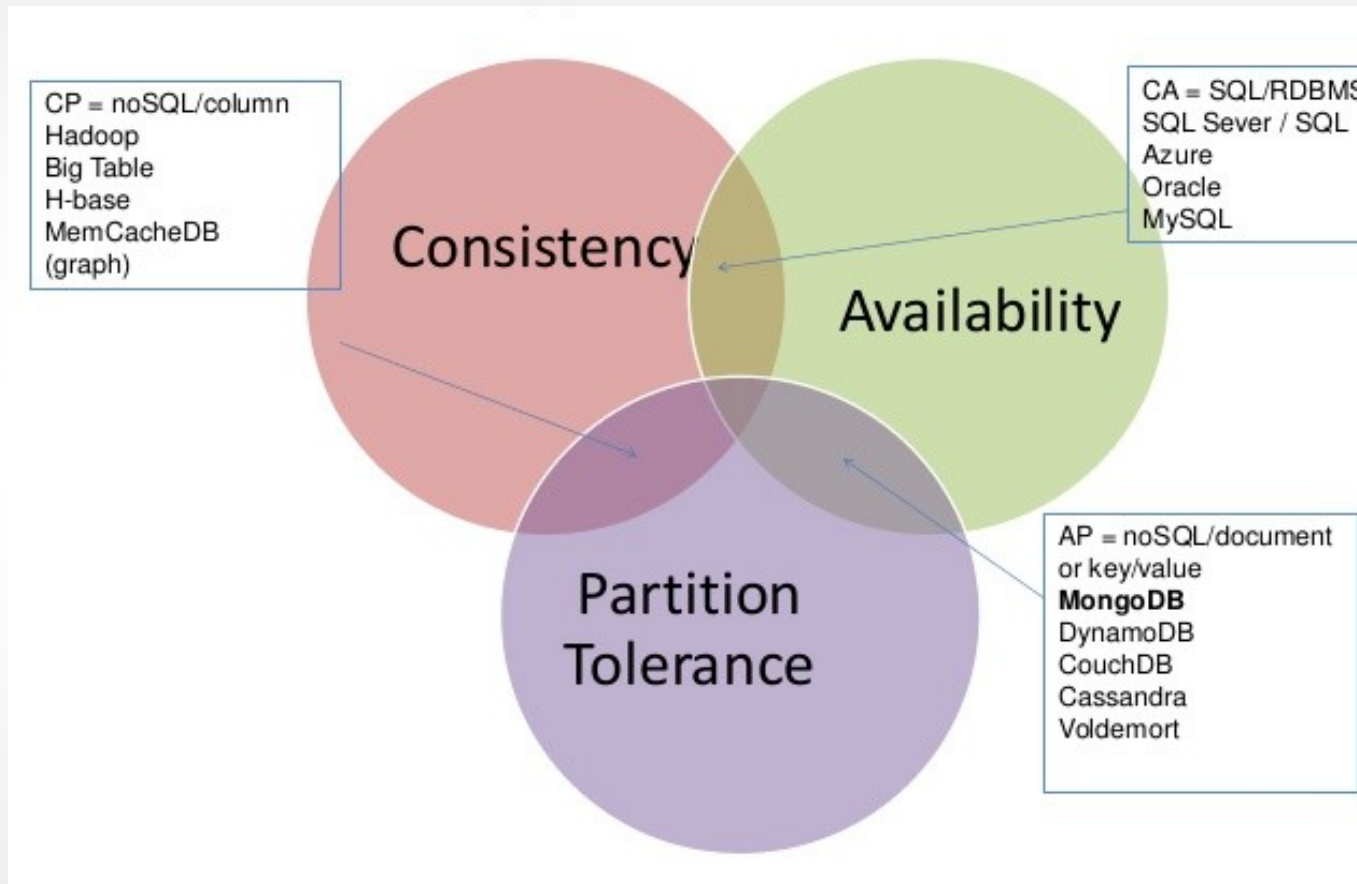 CP = noSQL/column
Hadoop
Big Table
H-base
MemCacheDB
(graph)
Consistency
Availability
Partition
Tolerance
CA = SQL/RDBMS
SQL Sever / SQL
Azure
Oracle
MySQL
AP = noSQL/document
or key/value
MongoDB
DynamoDB
CouchDB
Cassandra
Voldemort